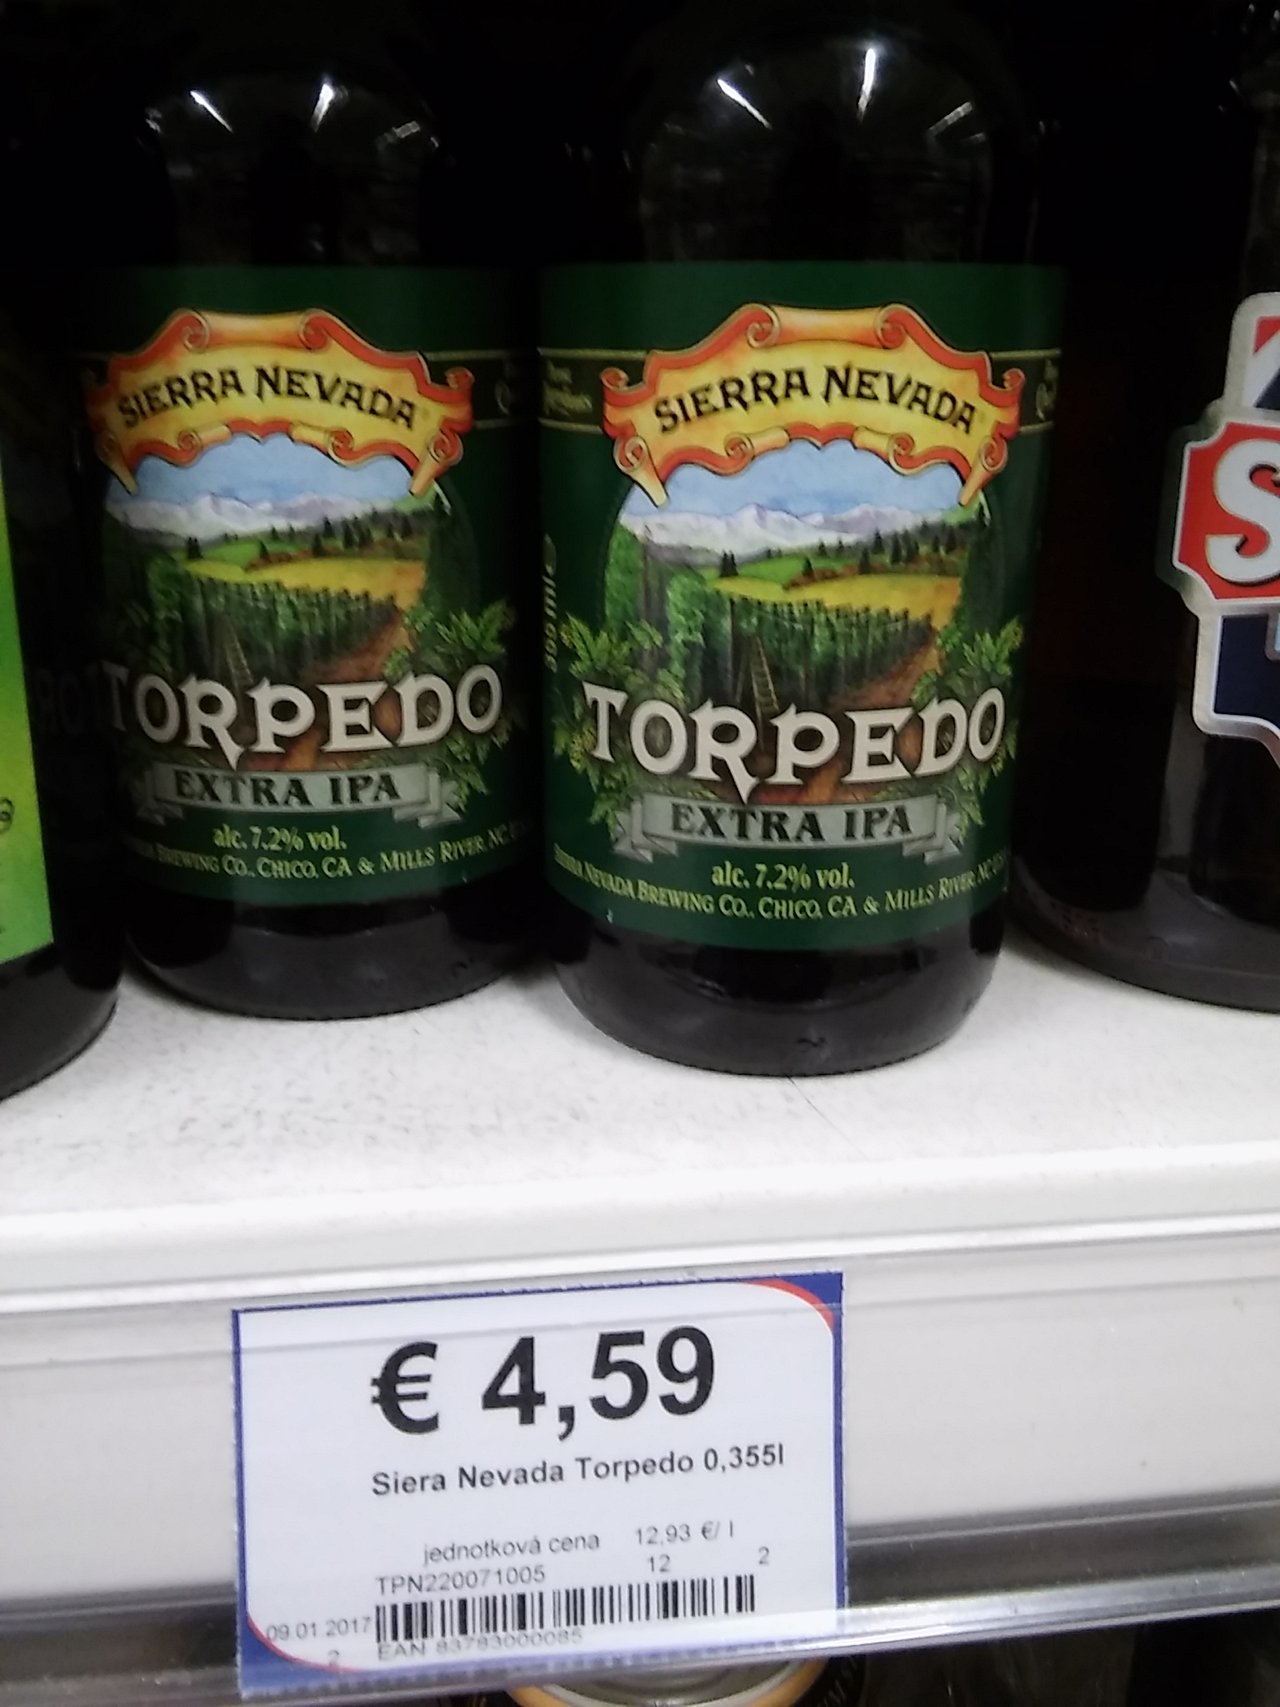 SIERRA NEVADA
TORPEDO
EXTRA IPA
alc. 7.2% vol.
BREWING CO., CHICO, CA & MILLS RIVER, NC
SIERRA NEVADA
TORPEDO
EXTRA IPA
alc. 7.2% vol.
SIERRA NEVADA BREWING CO., CHICO, CA & MILLS RIVER, NC
€ 4,59
Siera Nevada Torpedo 0,355l
jednotková cena 12,93 €/ l
TPN220071005 12 2
09.01 2017
2 EAN 83783000085